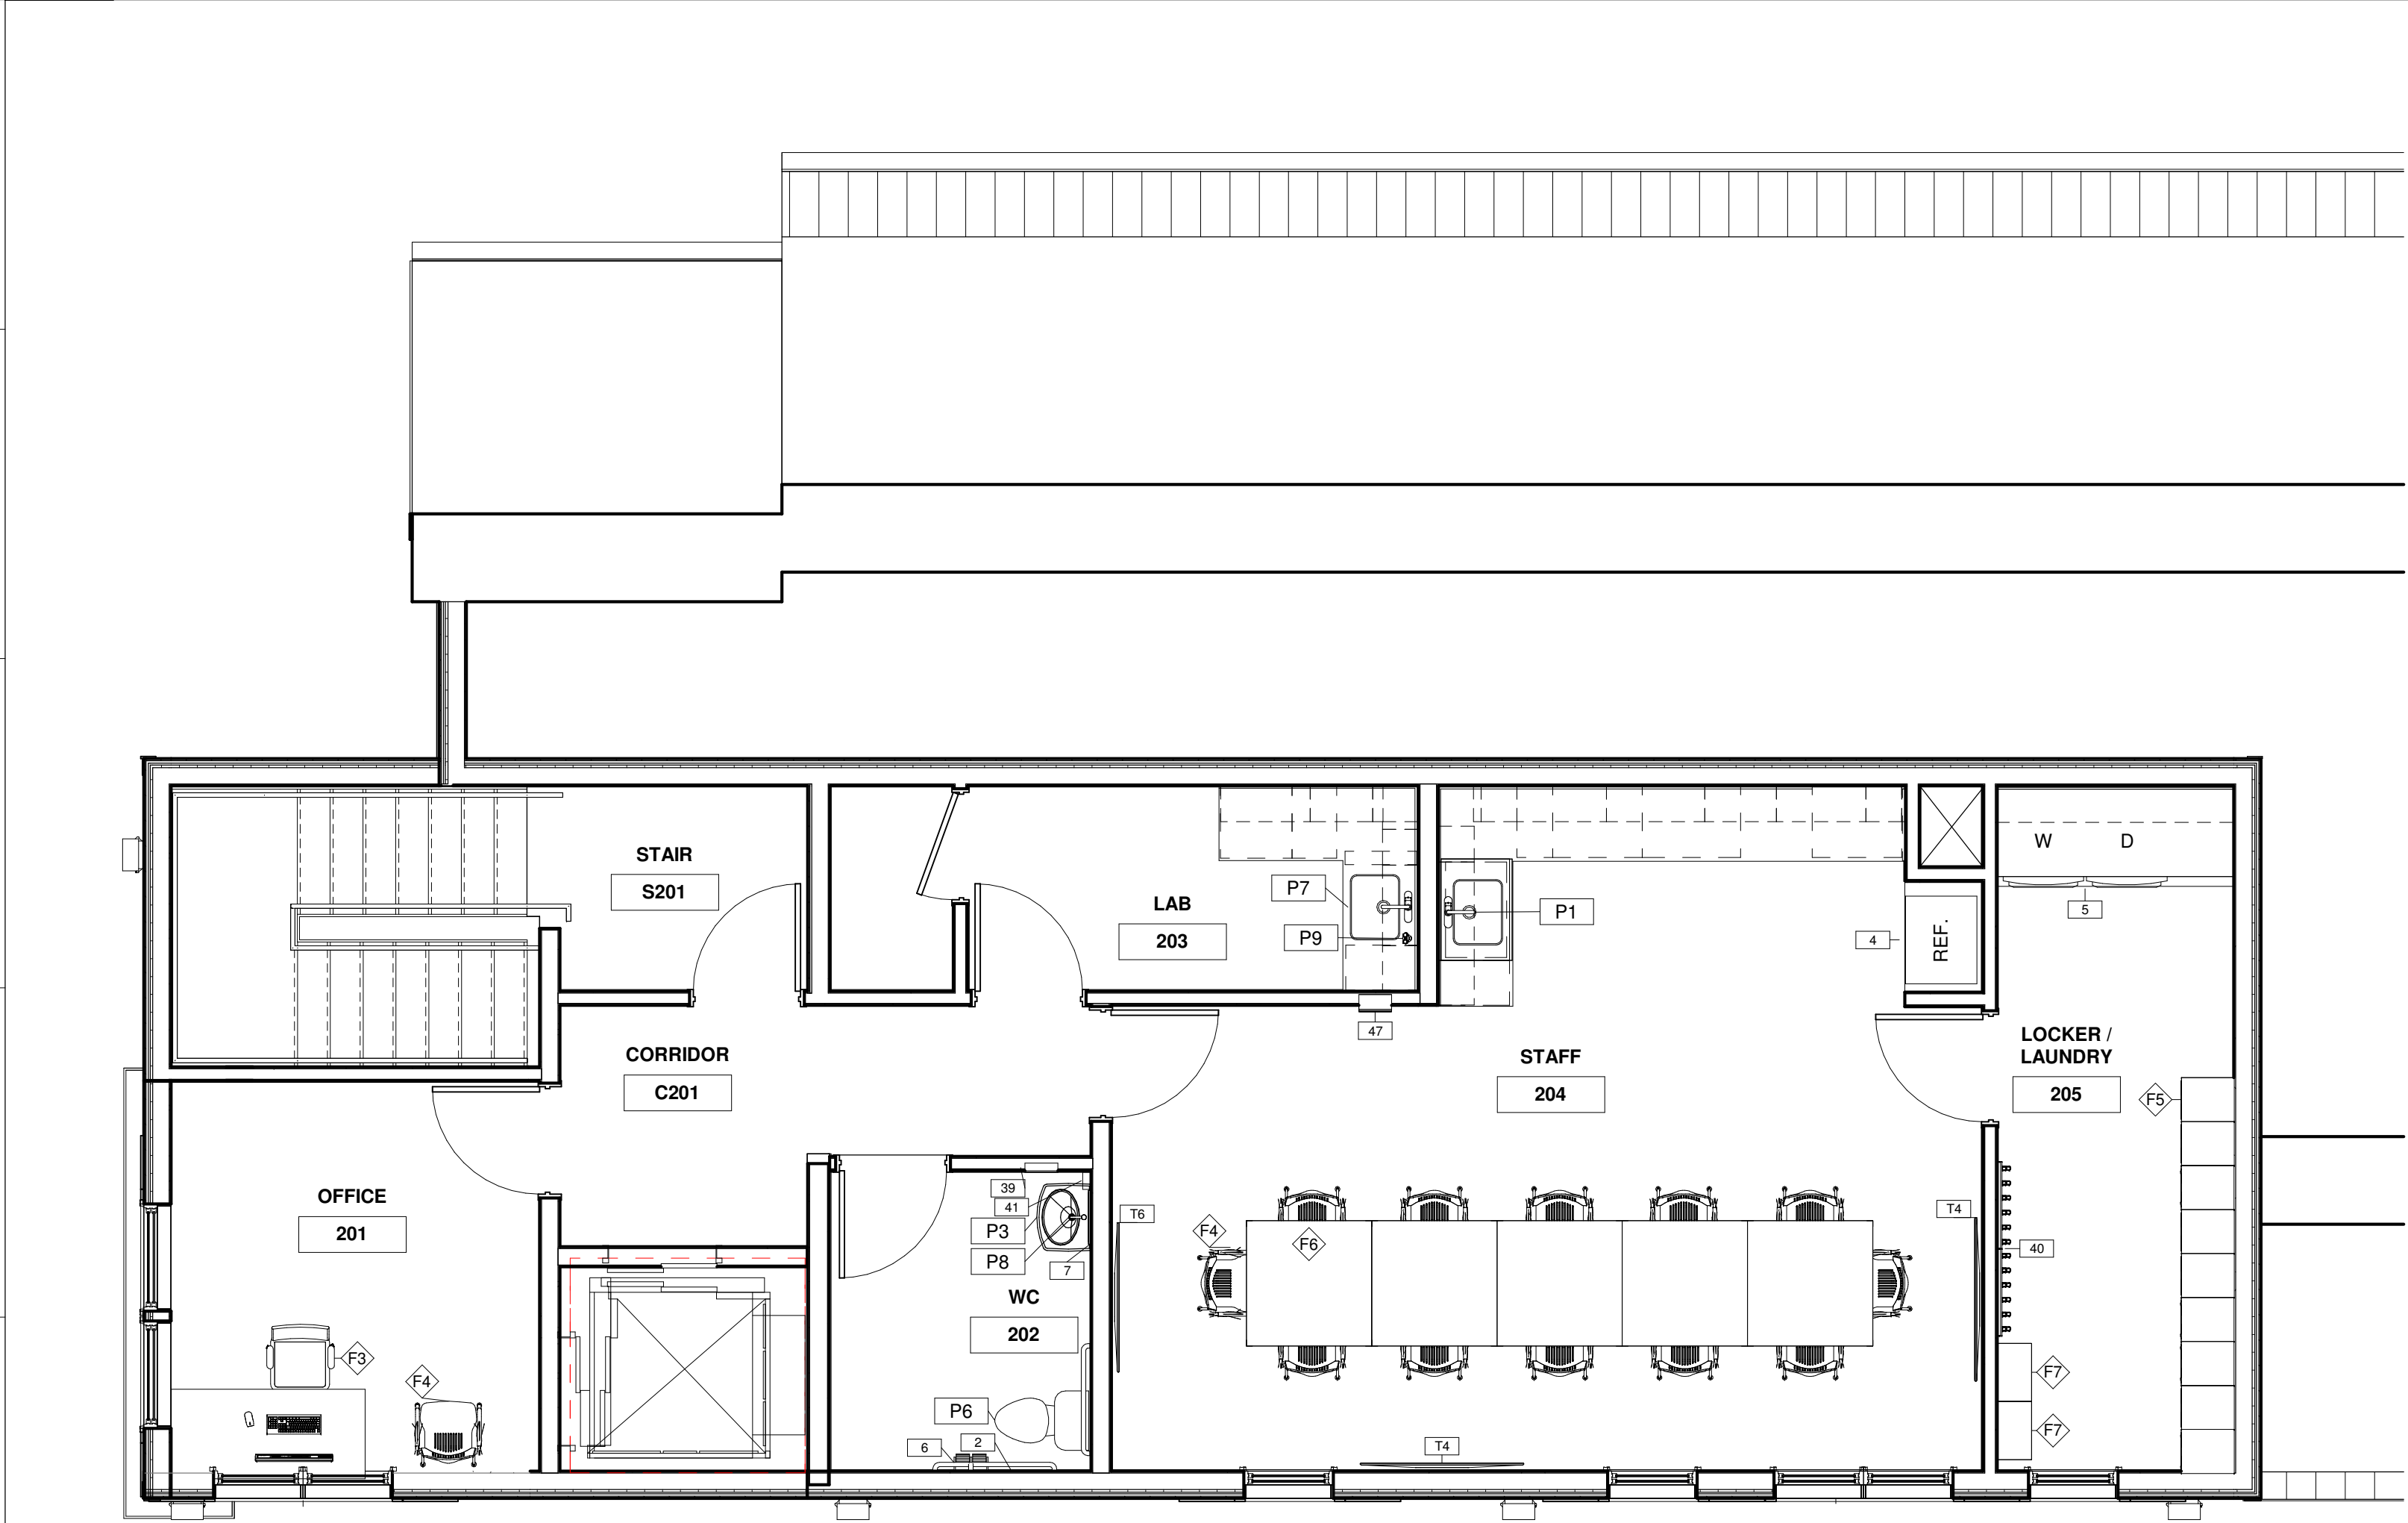 W
D
STAIR
S201
P7
LAB
203
P1
5
P9
4
REF.
47
CORRIDOR
C201
STAFF
204
LOCKER /
LAUNDRY
205
F5
OFFICE
201
39
41
P3
P8
7
T6
F4
F6
T4
40
WC
202
F3
F4
F7
P6
6
2
T4
F7